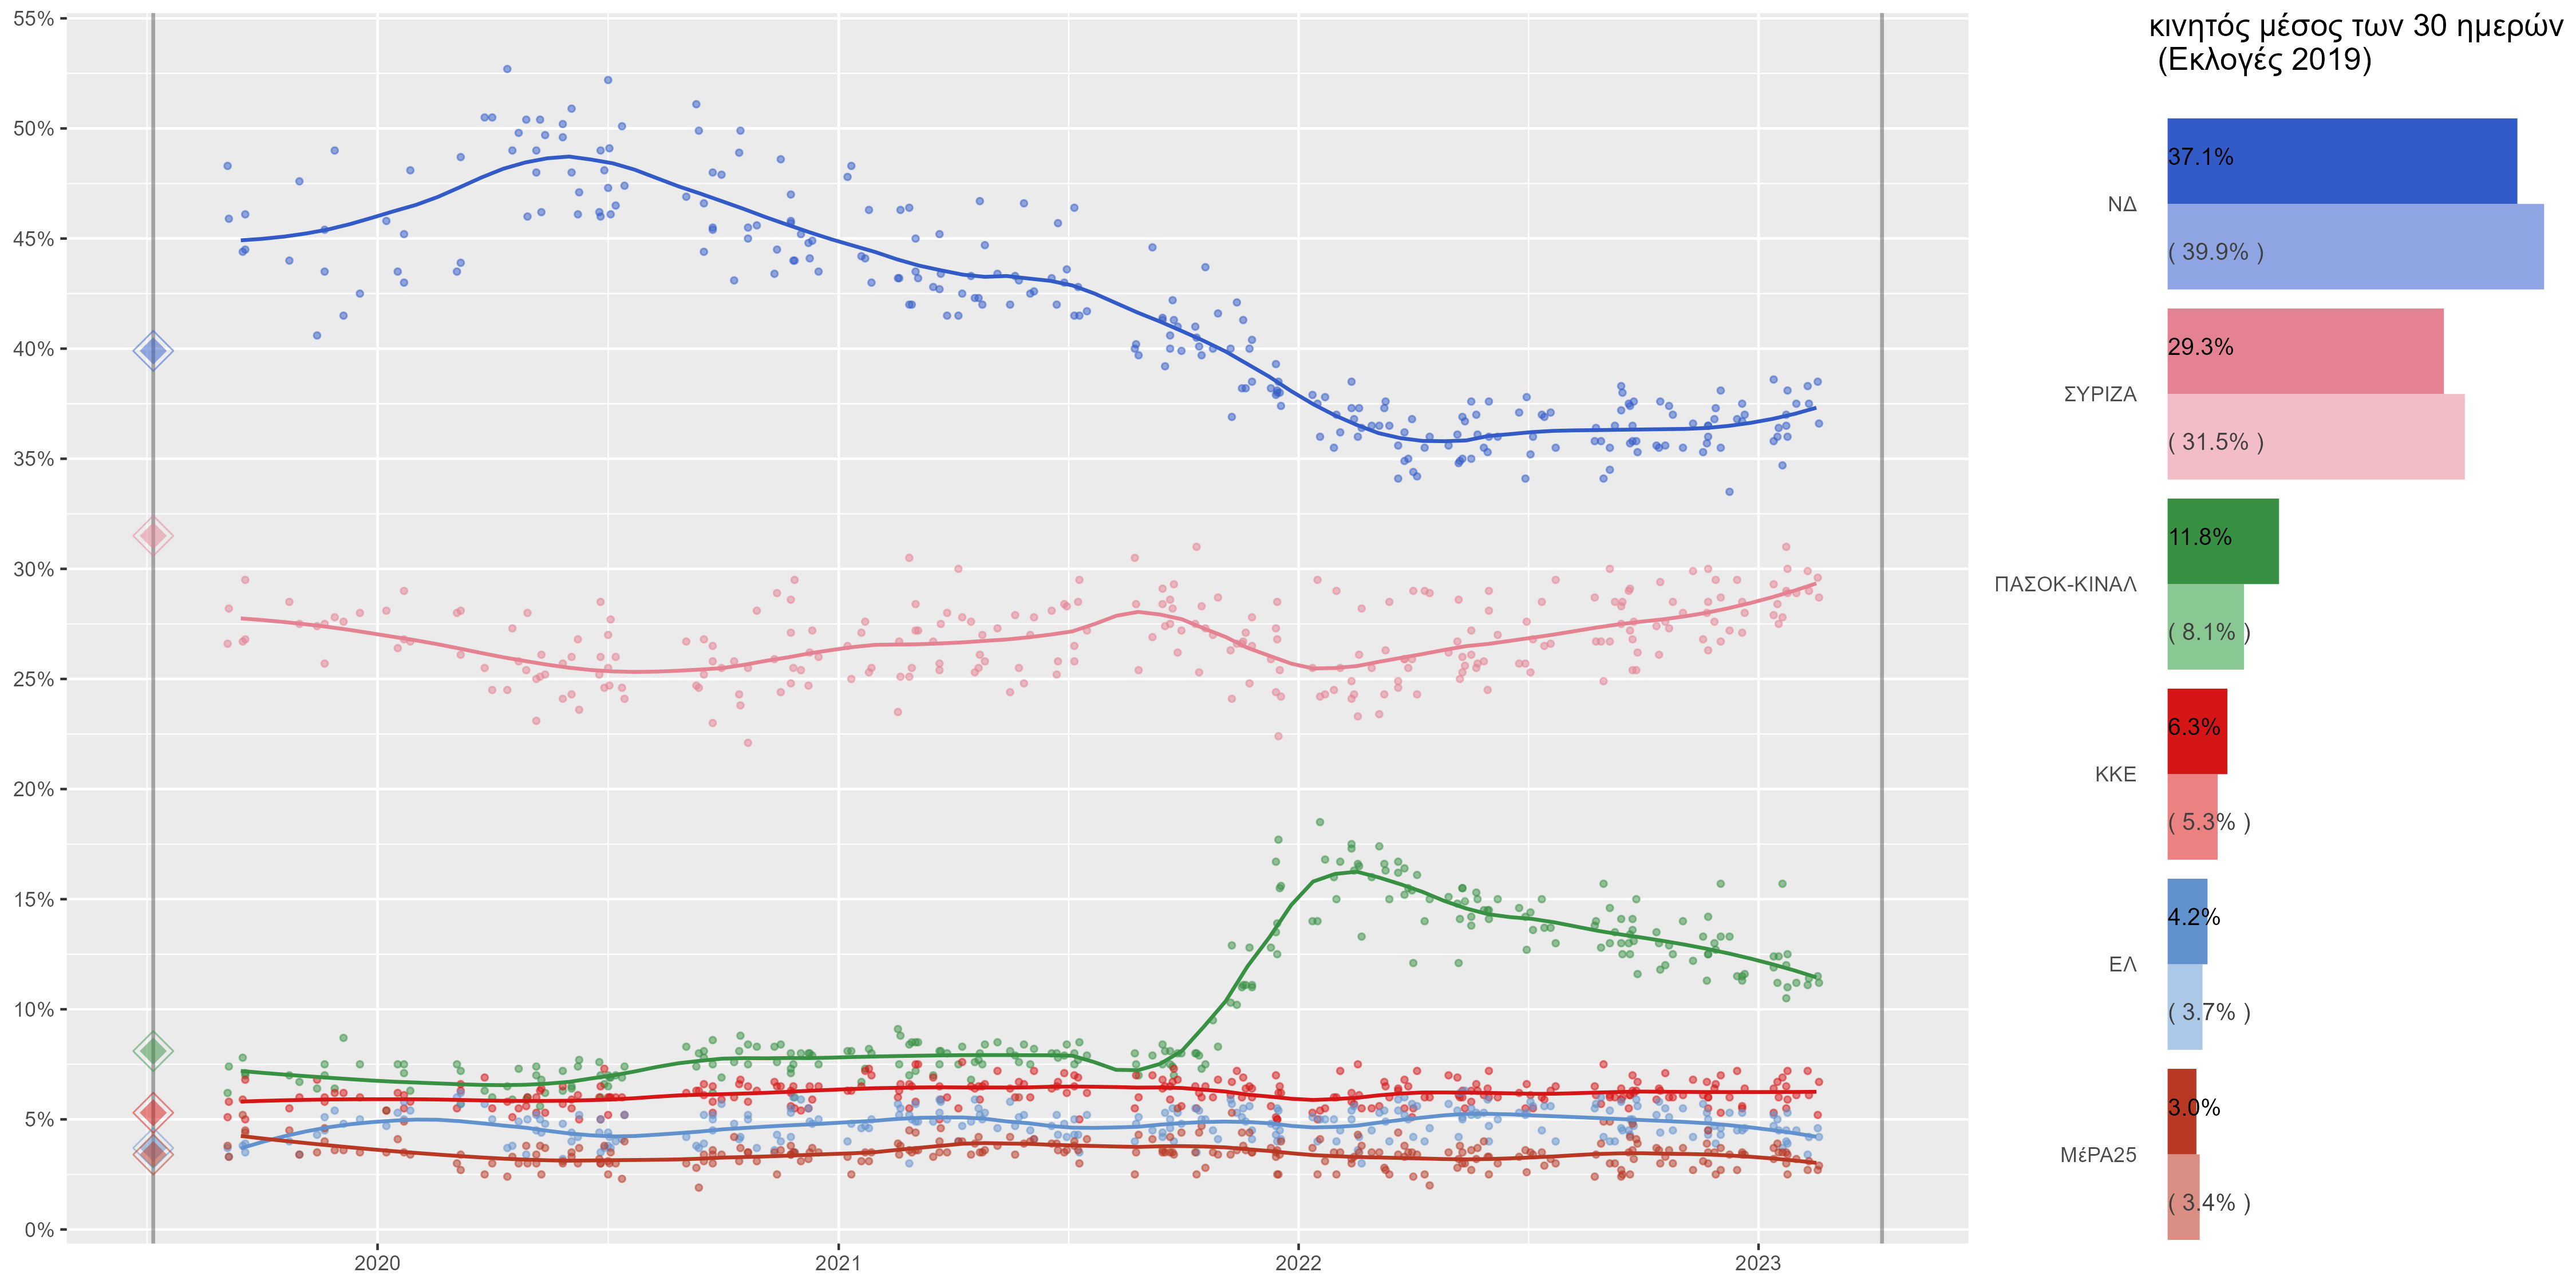 55%
50%
45%
40%
35%
30%
25%
20%
15%
10%
5%
0%
2020
2021
2022
2023
κινητός μέσος των 30 ημερών
(Εκλογές 2019)
ΝΔ
37.1%
( 39.9% )
ΣΥΡΙΖΑ
29.3%
( 31.5% )
ΠΑΣΟΚ-ΚΙΝΑΛ
11.8%
( 8.1% )
ΚΚΕ
6.3%
( 5.3% )
ΕΛ
4.2%
( 3.7% )
ΜέΡΑ25
3.0%
( 3.4% )